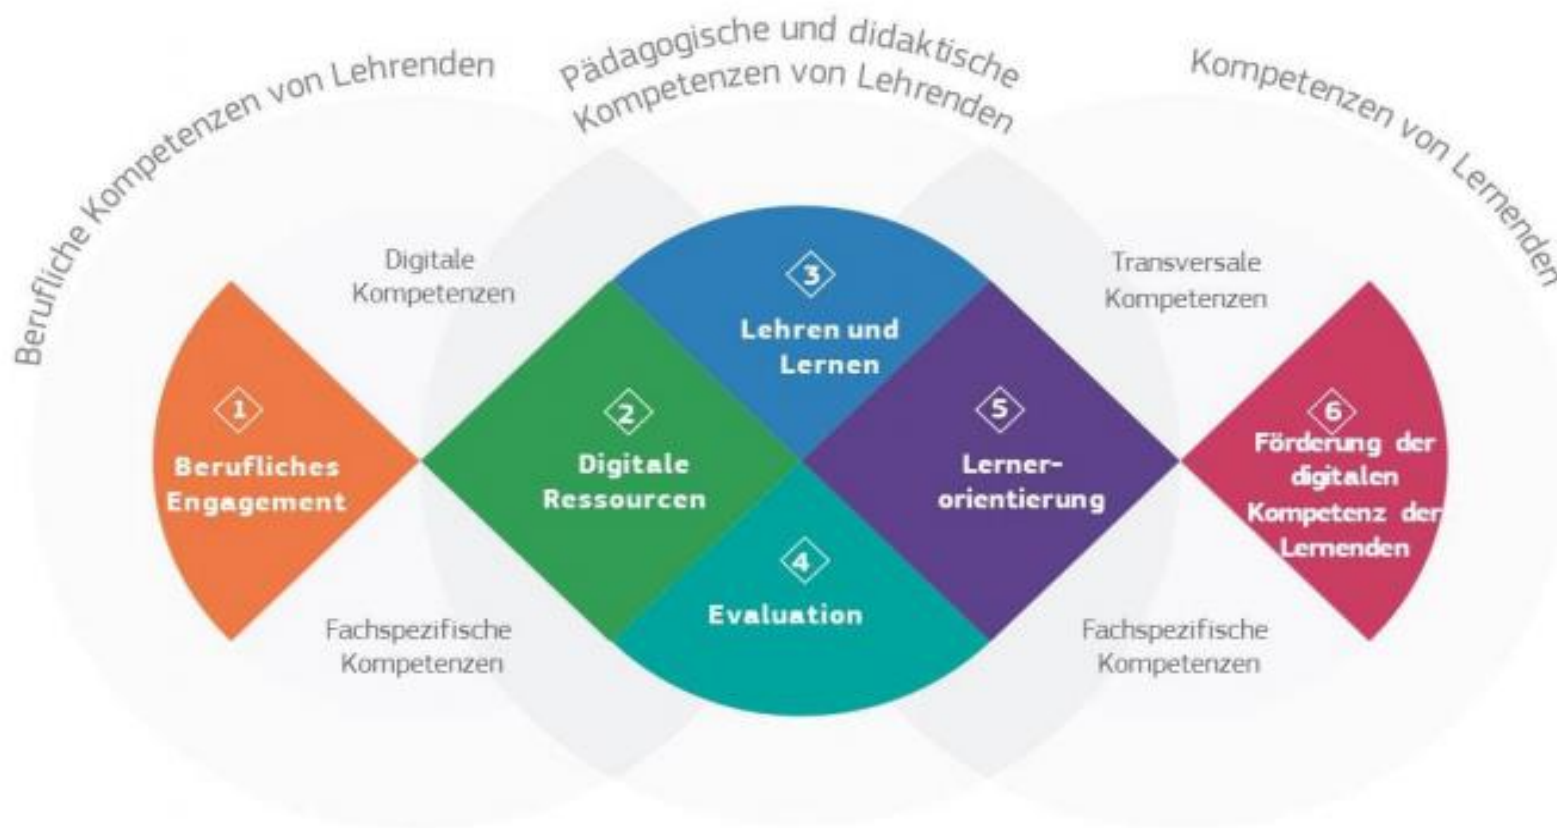 Berufliche Kompetenzen von Lehrenden
Pädagogische und didaktische
Kompetenzen von Lehrenden
Kompetenzen von Lernenden
Digitale
Kompetenzen
Transversale
Kompetenzen
1
Berufliches
Engagement
2
Digitale
Ressourcen
3
Lehren und
Lernen
4
Evaluation
5
Lerner-
orientierung
6
Förderung der
digitalen
Kompetenz der
Lernenden
Fachspezifische
Kompetenzen
Fachspezifische
Kompetenzen